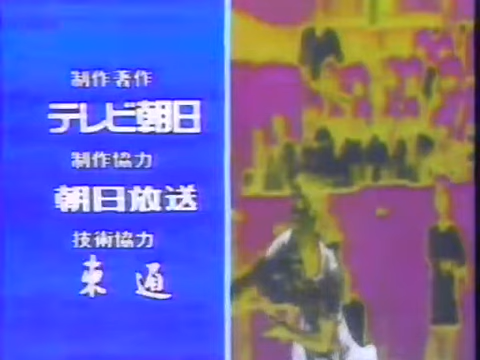 制作著作
テレビ朝日
制作協力
朝日放送
技術協力
東通